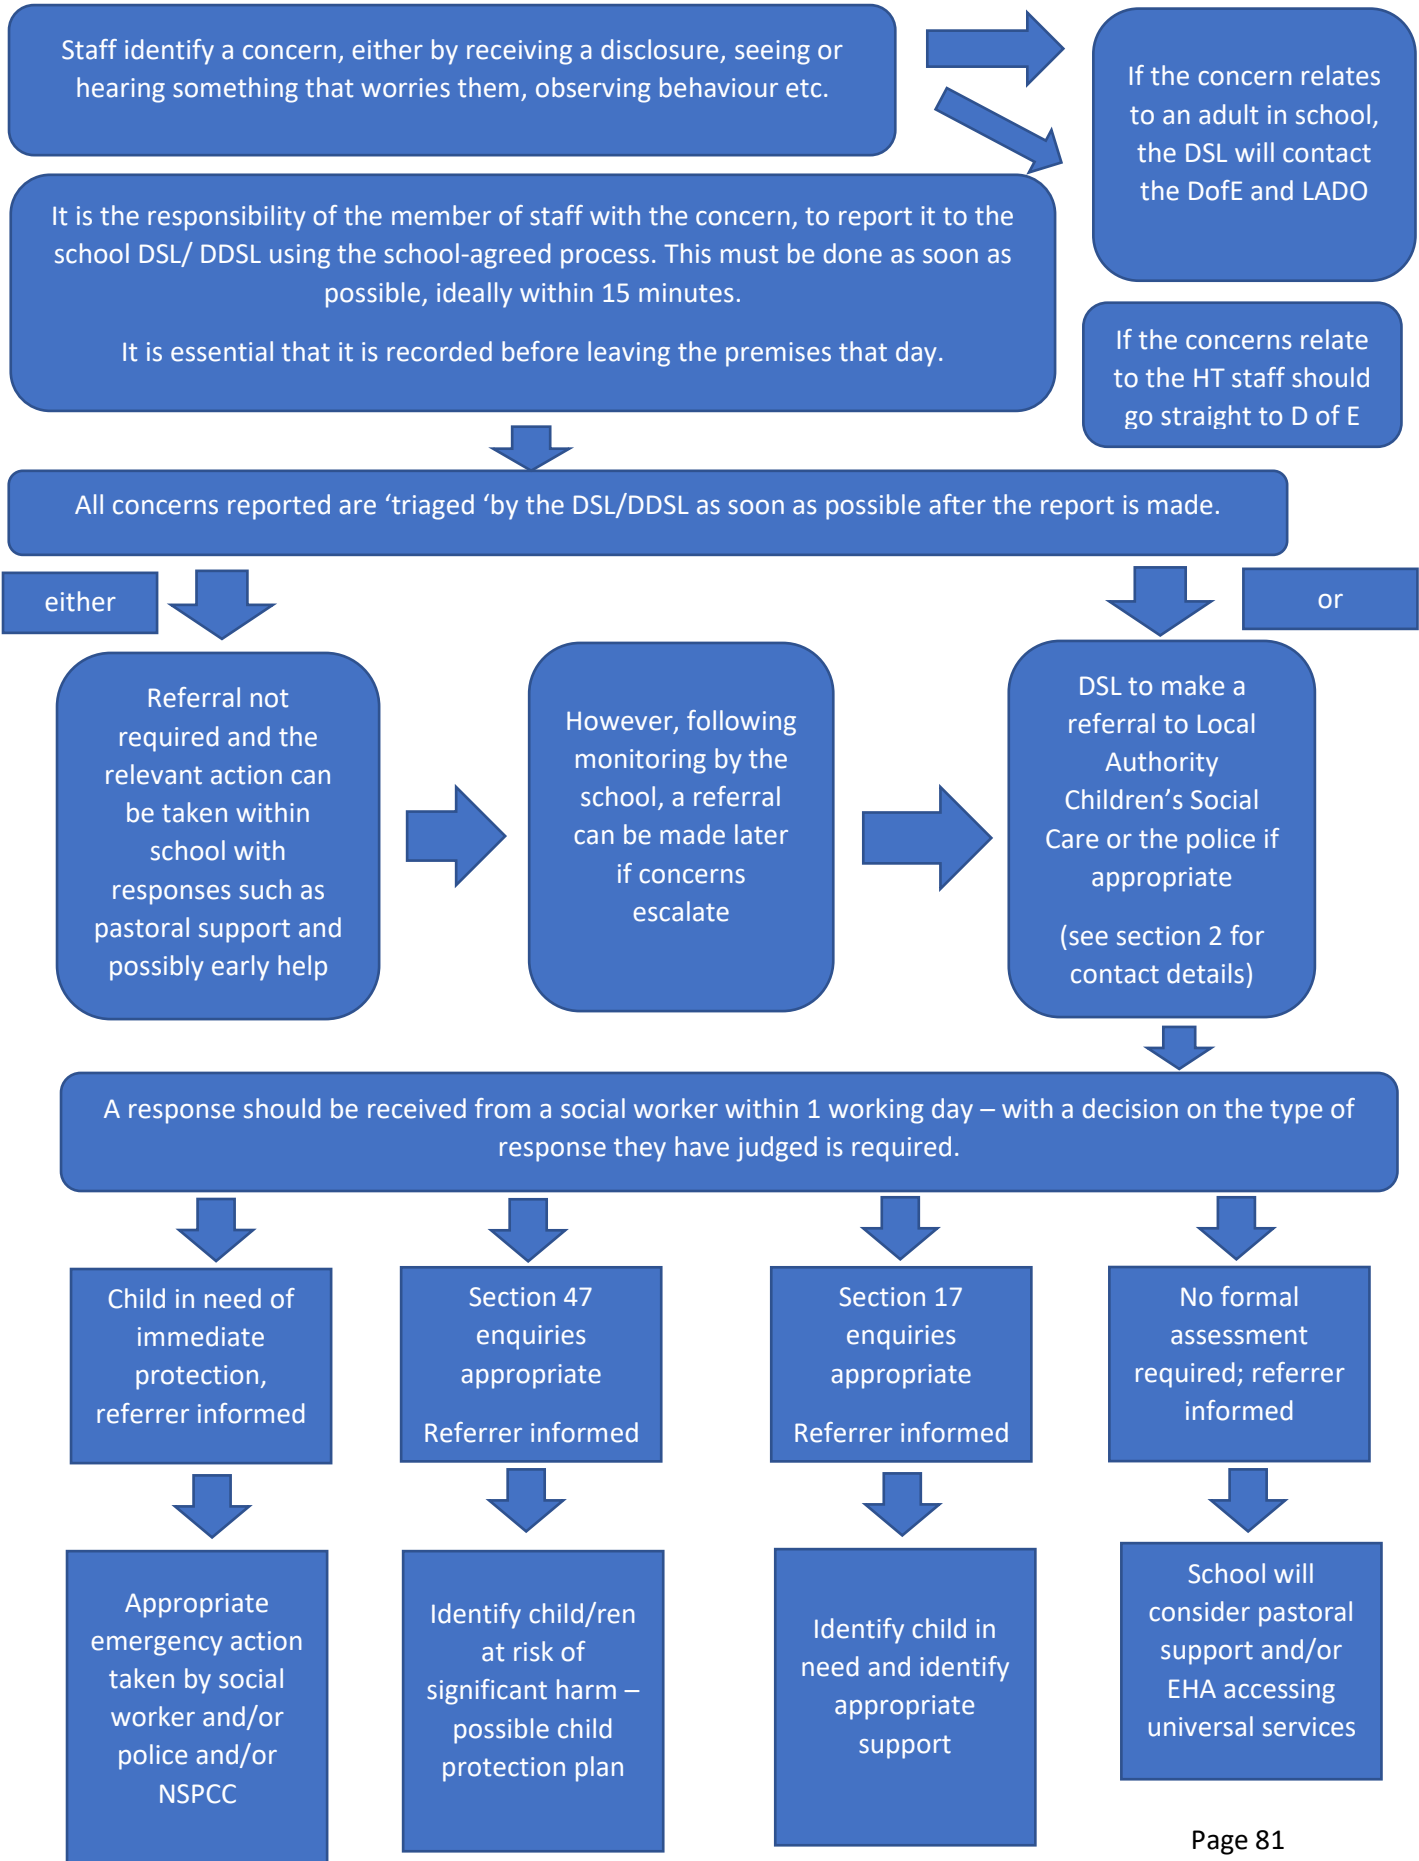 Staff identify a concern, either by receiving a disclosure, seeing or
hearing something that worries them, observing behaviour etc.
If the concern relates
to an adult in school,
the DSL will contact
the DofE and LADO
It is the responsibility of the member of staff with the concern, to report it to the
school DSL/ DDSL using the school-agreed process. This must be done as soon as
possible, ideally within 15 minutes.
It is essential that it is recorded before leaving the premises that day.
If the concerns relate
to the HT staff should
go straight to D of E
All concerns reported are ‘triaged ‘by the DSL/DDSL as soon as possible after the report is made.
either
or
Referral not
required and the
relevant action can
be taken within
school with
responses such as
pastoral support and
possibly early help
However, following
monitoring by the
school, a referral
can be made later
if concerns
escalate
DSL to make a
referral to Local
Authority
Children’s Social
Care or the police if
appropriate
(see section 2 for
contact details)
A response should be received from a social worker within 1 working day – with a decision on the type of
response they have judged is required.
Child in need of
immediate
protection,
referrer informed
Section 47
enquiries
appropriate
Referrer informed
Section 17
enquiries
appropriate
Referrer informed
No formal
assessment
required; referrer
informed
Appropriate
emergency action
taken by social
worker and/or
police and/or
NSPCC
Identify child/ren
at risk of
significant harm –
possible child
protection plan
Identify child in
need and identify
appropriate
support
School will
consider pastoral
support and/or
EHA accessing
universal services
Page 81